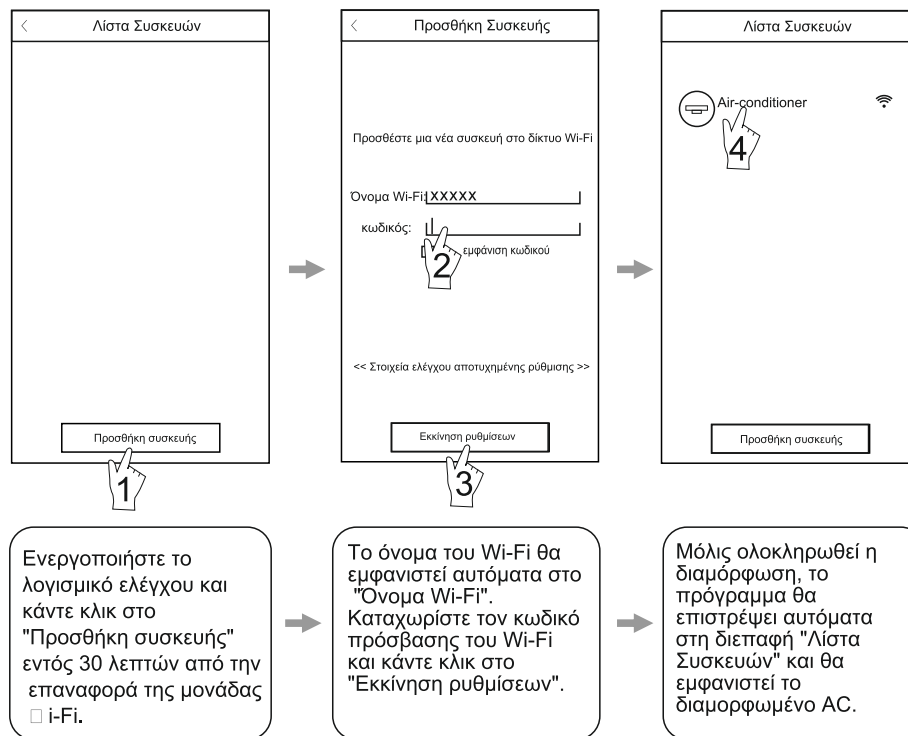 Λίστα Συσκευών
Προσθήκη συσκευής
1
Προσθήκη Συσκευής
Προσθέστε μια νέα συσκευή στο δίκτυο Wi-Fi
Όνομα Wi-Fi: XXXXX
κωδικός:
εμφάνιση κωδικού
2
<< Στοιχεία ελέγχου αποτυχημένης ρύθμισης >>
Εκκίνηση ρυθμίσεων
3
Λίστα Συσκευών
Air-conditioner
4
Προσθήκη συσκευής
Ενεργοποιήστε το
λογισμικό ελέγχου και
κάντε κλικ στο
"Προσθήκη συσκευής"
εντός 30 λεπτών από την
επαναφορά της μονάδας
□ i-Fi.
Το όνομα του Wi-Fi θα
εμφανιστεί αυτόματα στο
"Όνομα Wi-Fi".
Καταχωρίστε τον κωδικό
πρόσβασης του Wi-Fi
και κάντε κλικ στο
"Εκκίνηση ρυθμίσεων".
Μόλις ολοκληρωθεί η
διαμόρφωση, το
πρόγραμμα θα
επιστρέψει αυτόματα
στη διεπαφή "Λίστα
Συσκευών" και θα
εμφανιστεί το
διαμορφωμένο AC.